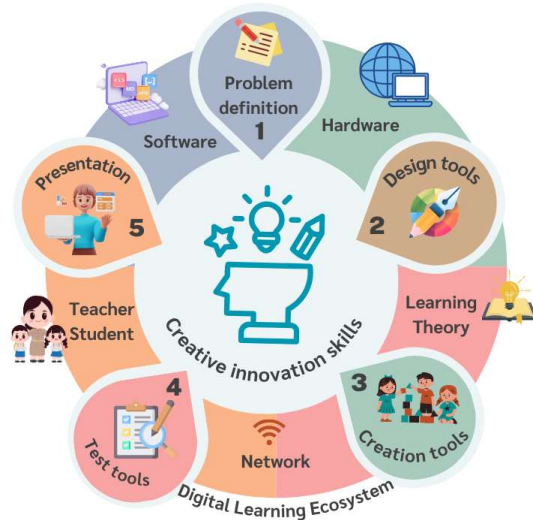 Problem
definition
1
Hardware
Design tools
2
Learning
Theory
3
Creation tools
Network
Digital Learning Ecosystem
4
Test tools
Teacher
Student
Presentation
5
Software
Creative innovation skills